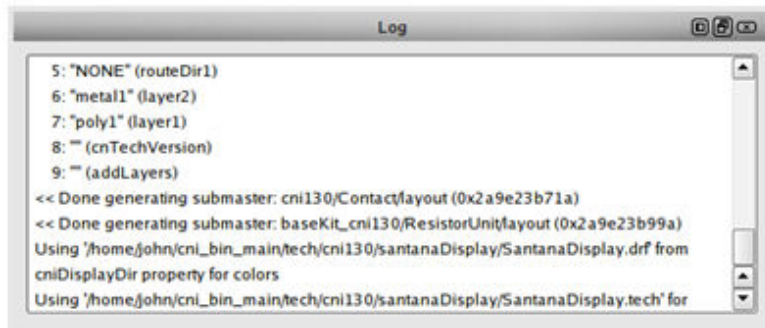 Log
5: "NONE" (routeDir1)
6: "metal1" (layer2)
7: "poly1" (layer1)
8: "" (cnTechVersion)
9: "" (addLayers)
<< Done generating submaster: cni130/Contact/layout (0x2a9e23b71a)
<< Done generating submaster: baseKit_cni130/ResistorUnit/layout (0x2a9e23b99a)
Using '/home/john/cni_bin_main/tech/cni130/santanaDisplay/SantanaDisplay.drf' from
cniDisplayDir property for colors
Using '/home/john/cni_bin_main/tech/cni130/santanaDisplay/SantanaDisplay.tech' for